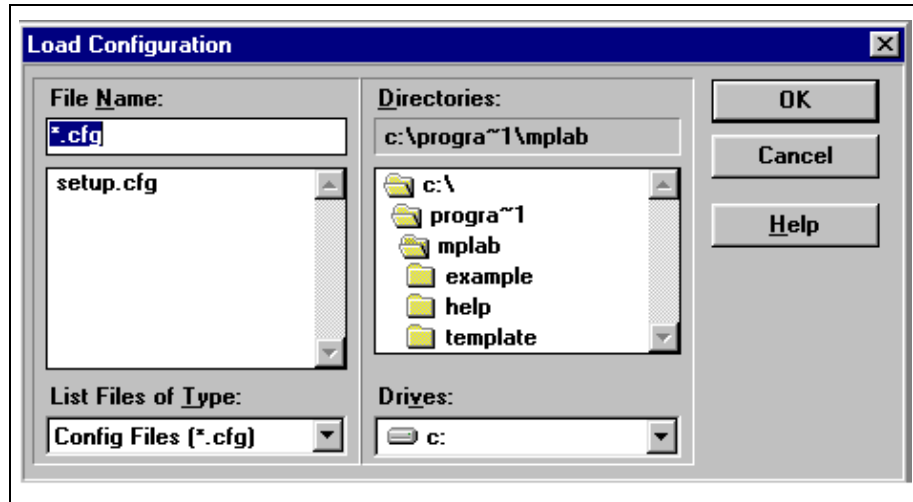 Load Configuration
File Name:
*.cfg
setup.cfg
List Files of Type:
Config Files (*.cfg)
Directories:
c:\progra~1\mplab
c:\
progra~1
mplab
example
help
template
Drives:
c:
OK
Cancel
Help